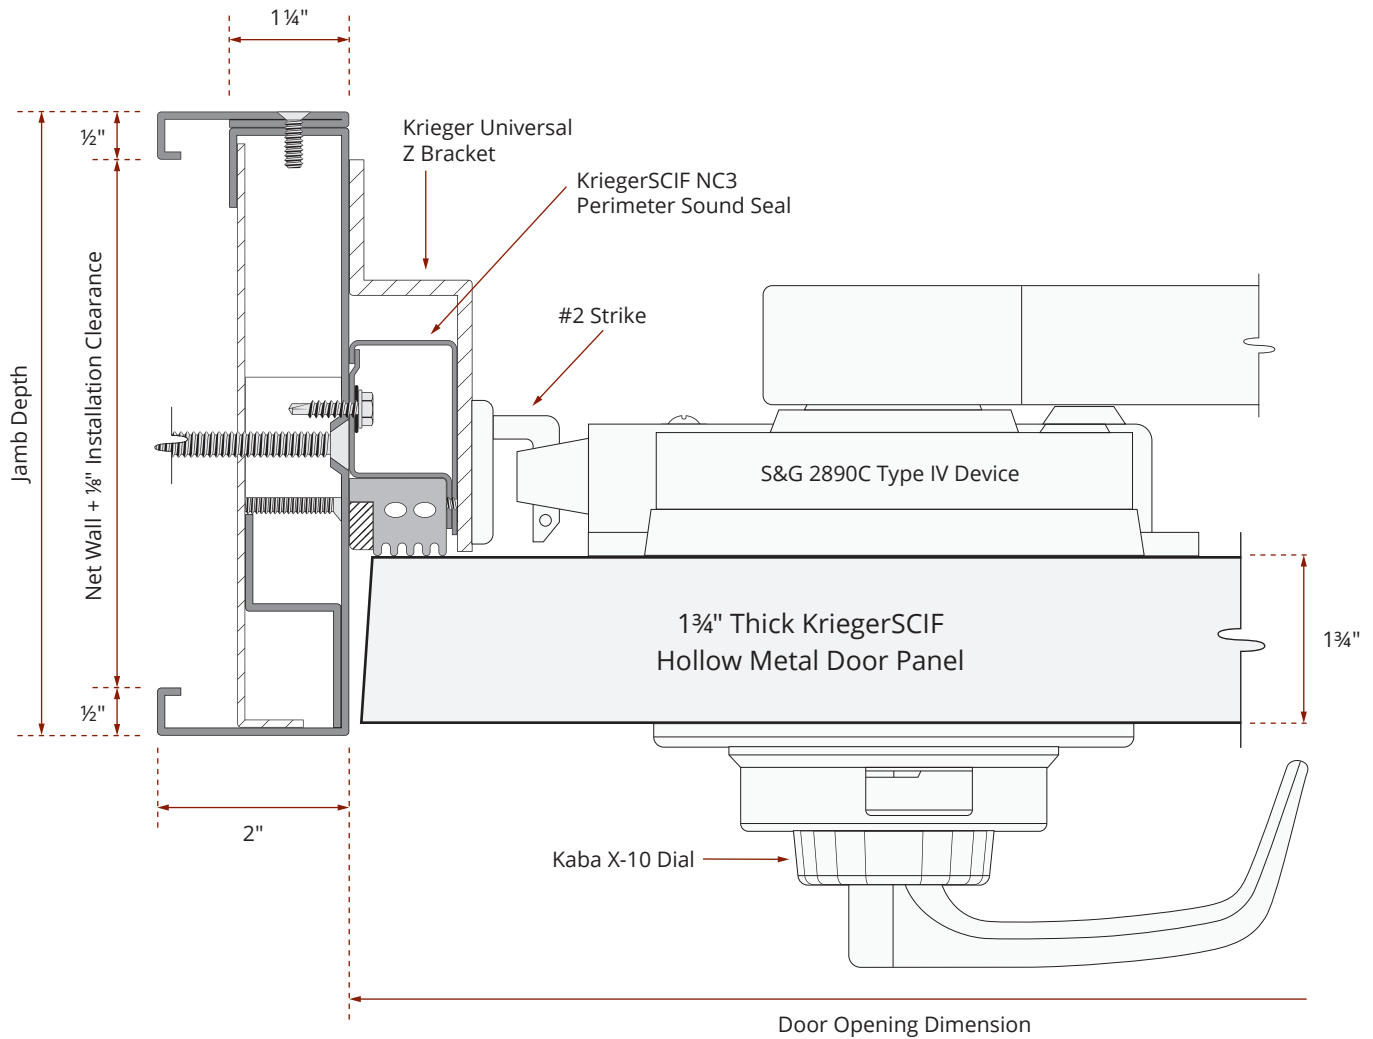 1¼"
½"
Krieger Universal
Z Bracket
KriegerSCIF NC3
Perimeter Sound Seal
#2 Strike
Jamb Depth
Net Wall + ⅛" Installation Clearance
S&G 2890C Type IV Device
1¾" Thick KriegerSCIF
Hollow Metal Door Panel
1¾"
½"
2"
Kaba X-10 Dial
Door Opening Dimension